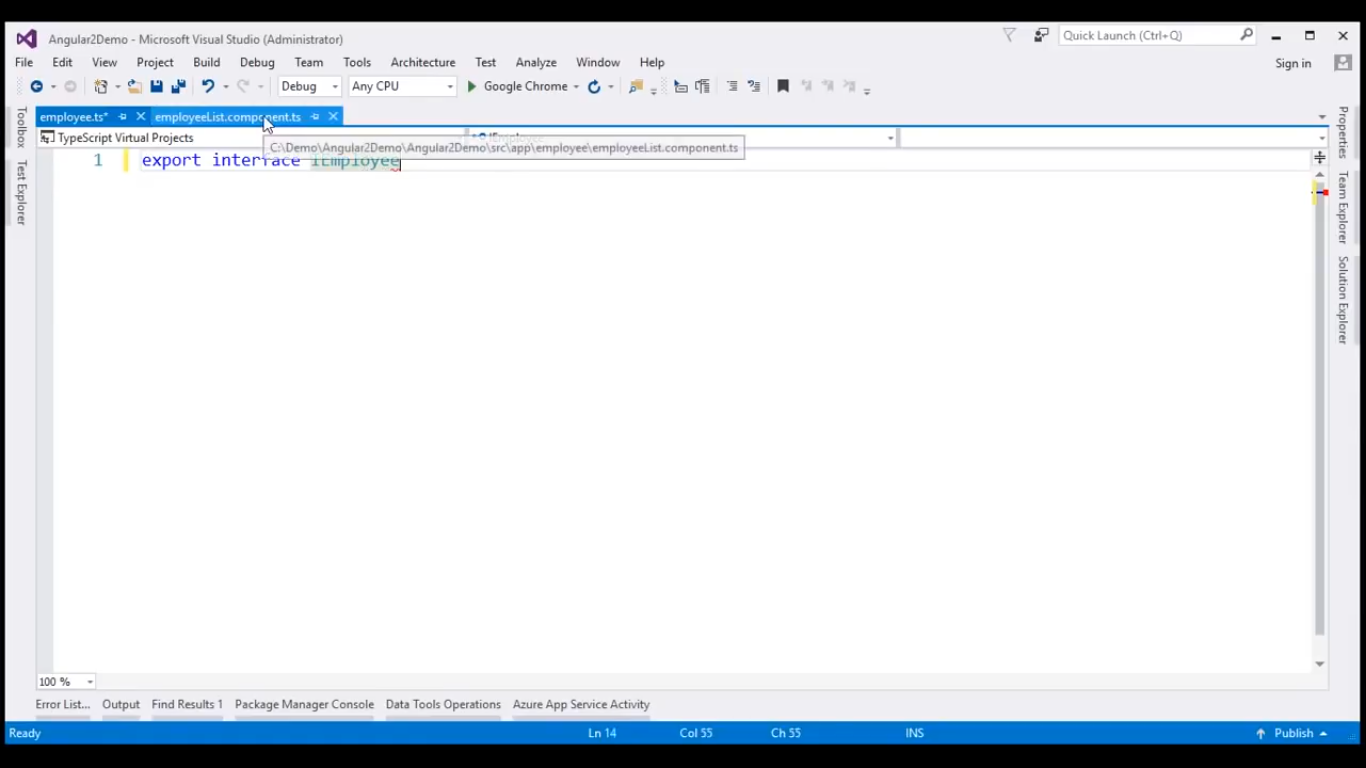 Angular2Demo - Microsoft Visual Studio (Administrator)
Quick Launch (Ctrl+Q)
File Edit View Project Build Debug Team Tools Architecture Test Analyze Window Help
Sign in
Debug Any CPU Google Chrome
employee.ts* employeeList.component.ts
TypeScript Virtual Projects IEmployee
C:\Demo\Angular2Demo\Angular2Demo\src\app\employee\employeeList.component.ts
1 export interface IEmployee
Toolbox
Test Explorer
Properties
Team Explorer
Solution Explorer
100 %
Error List... Output Find Results 1 Package Manager Console Data Tools Operations Azure App Service Activity
Ready Ln 14 Col 55 Ch 55 INS Publish